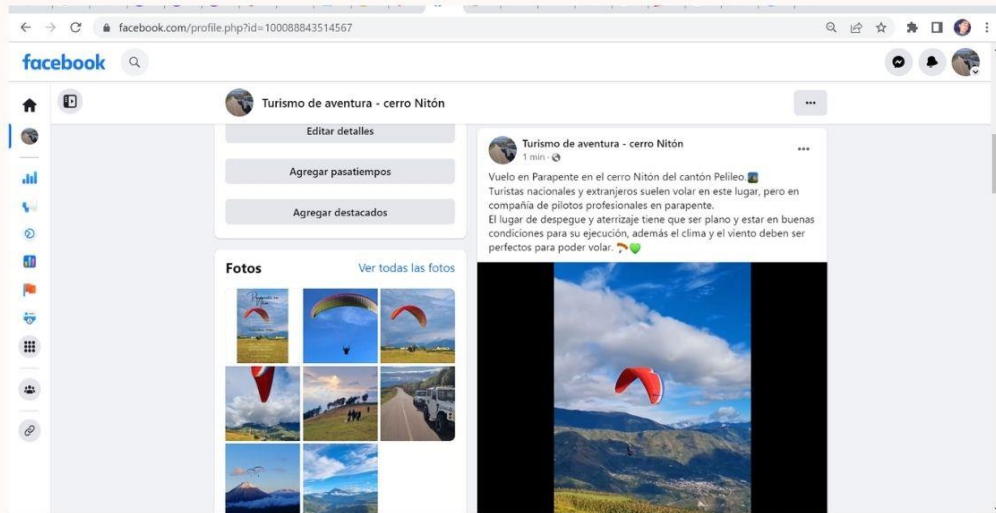 facebook.com/profile.php?id=100088843514567
facebook
Turismo de aventura - cerro Nitón
Editar detalles
Agregar pasatiempos
Agregar destacados
Fotos
Ver todas las fotos
Turismo de aventura - cerro Nitón
1 min
Vuelo en Parapente en el cerro Nitón del cantón Pelileo.
Turistas nacionales y extranjeros suelen volar en este lugar, pero en
compañía de pilotos profesionales en parapente.
El lugar de despegue y aterrizaje tiene que ser plano y estar en buenas
condiciones para su ejecución, además el clima y el viento deben ser
perfectos para poder volar.